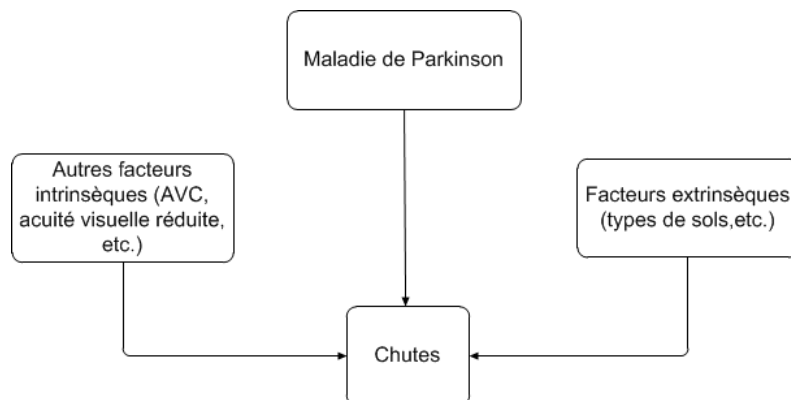 Maladie de Parkinson
Autres facteurs
intrinsèques (AVC,
acuité visuelle réduite,
etc.)
Facteurs extrinsèques
(types de sols,etc.)
Chutes